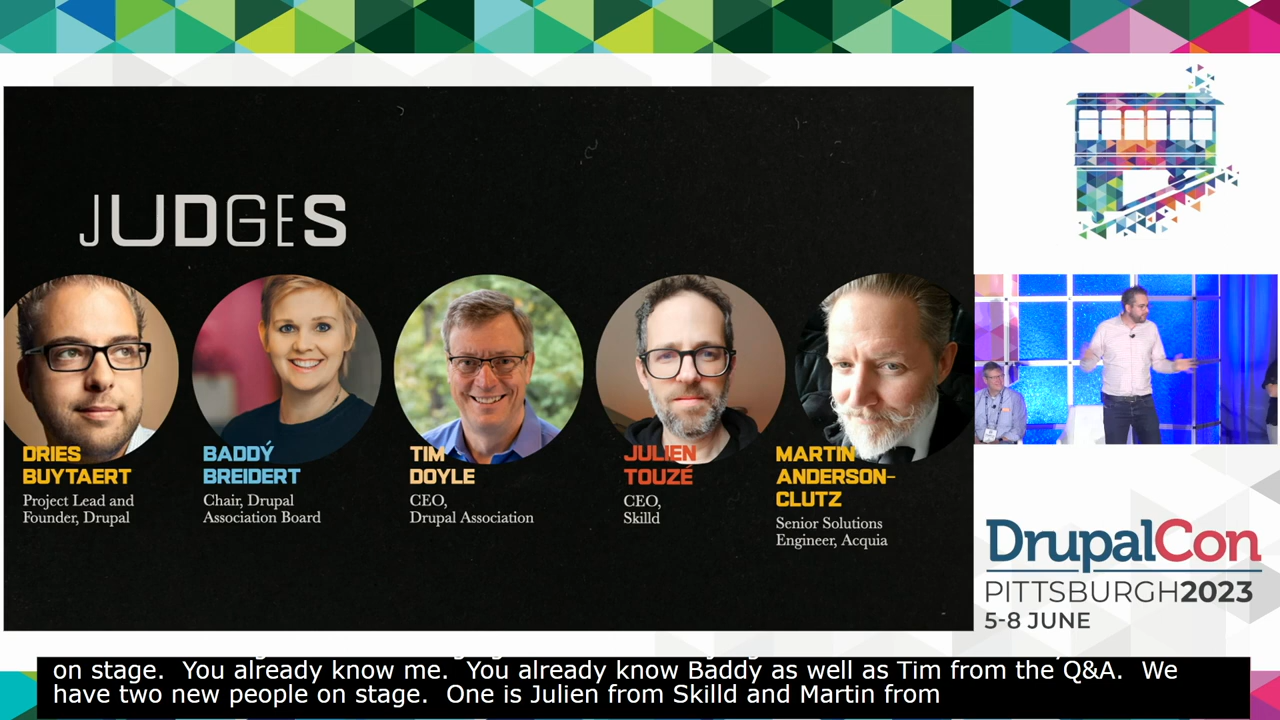 JUDGES
DRIES
BUYTAERT
Project Lead and
Founder, Drupal
BADDÝ
BREIDERT
Chair, Drupal
Association Board
TIM
DOYLE
CEO,
Drupal Association
JULIEN
TOUZÉ
CEO,
Skilld
MARTIN
ANDERSON-
CLUTZ
Senior Solutions
Engineer, Acquia
DrupalCon
PITTSBURGH2023
5-8 JUNE
on stage. You already know me. You already know Baddy as well as Tim from the Q&A. We
have two new people on stage. One is Julien from Skilld and Martin from